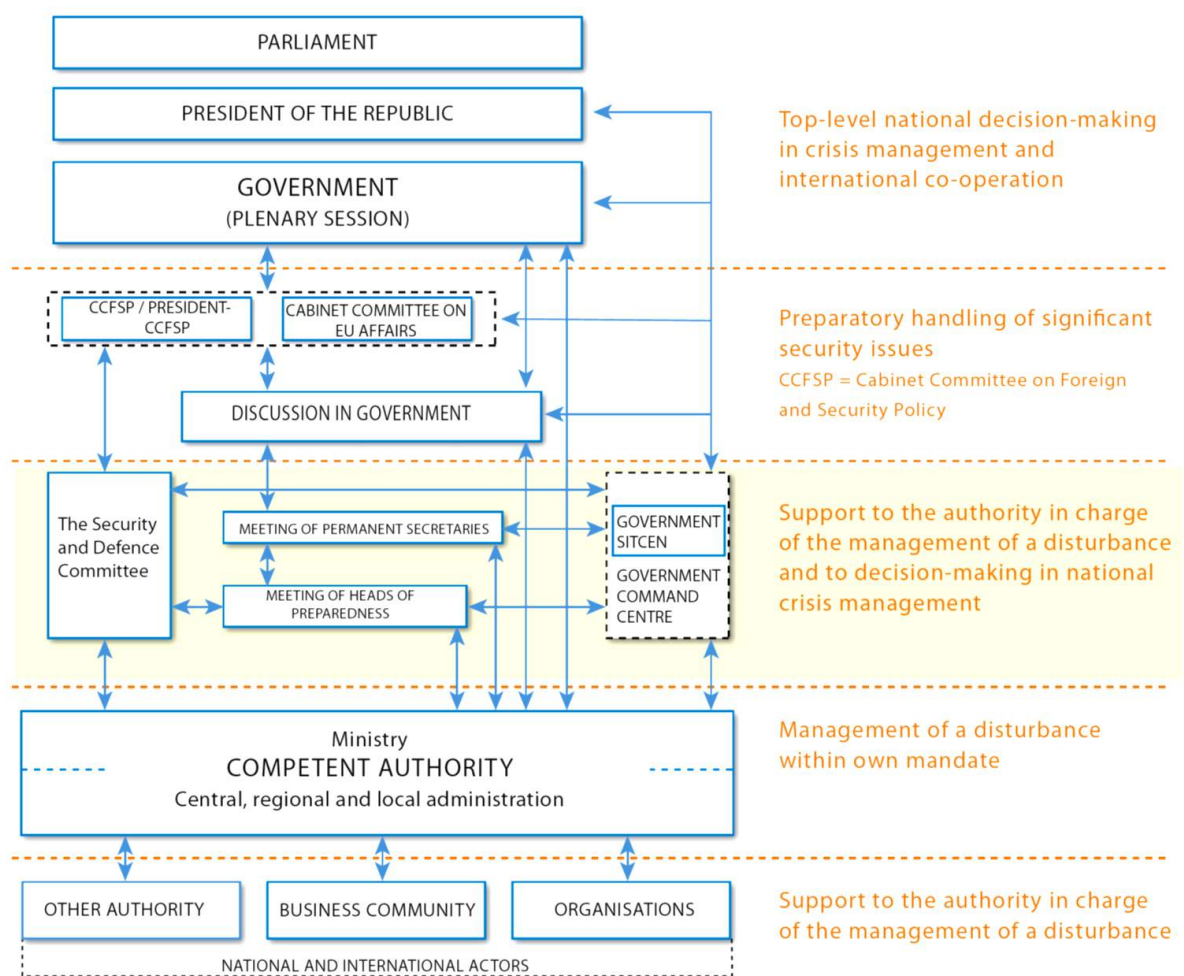 PARLIAMENT
PRESIDENT OF THE REPUBLIC
GOVERNMENT
(PLENARY SESSION)
Top-level national decision-making
in crisis management and
international co-operation
CCFSP / PRESIDENT-
CCFSP
CABINET COMMITTEE ON
EU AFFAIRS
DISCUSSION IN GOVERNMENT
Preparatory handling of significant
security issues
CCFSP = Cabinet Committee on Foreign
and Security Policy
The Security
and Defence
Committee
MEETING OF PERMANENT SECRETARIES
MEETING OF HEADS OF
PREPAREDNESS
GOVERNMENT
SITCEN
GOVERNMENT
COMMAND
CENTRE
Support to the authority in charge
of the management of a disturbance
and to decision-making in national
crisis management
Ministry
COMPETENT AUTHORITY
Central, regional and local administration
Management of a disturbance
within own mandate
OTHER AUTHORITY
BUSINESS COMMUNITY
ORGANISATIONS
NATIONAL AND INTERNATIONAL ACTORS
Support to the authority in charge
of the management of a disturbance